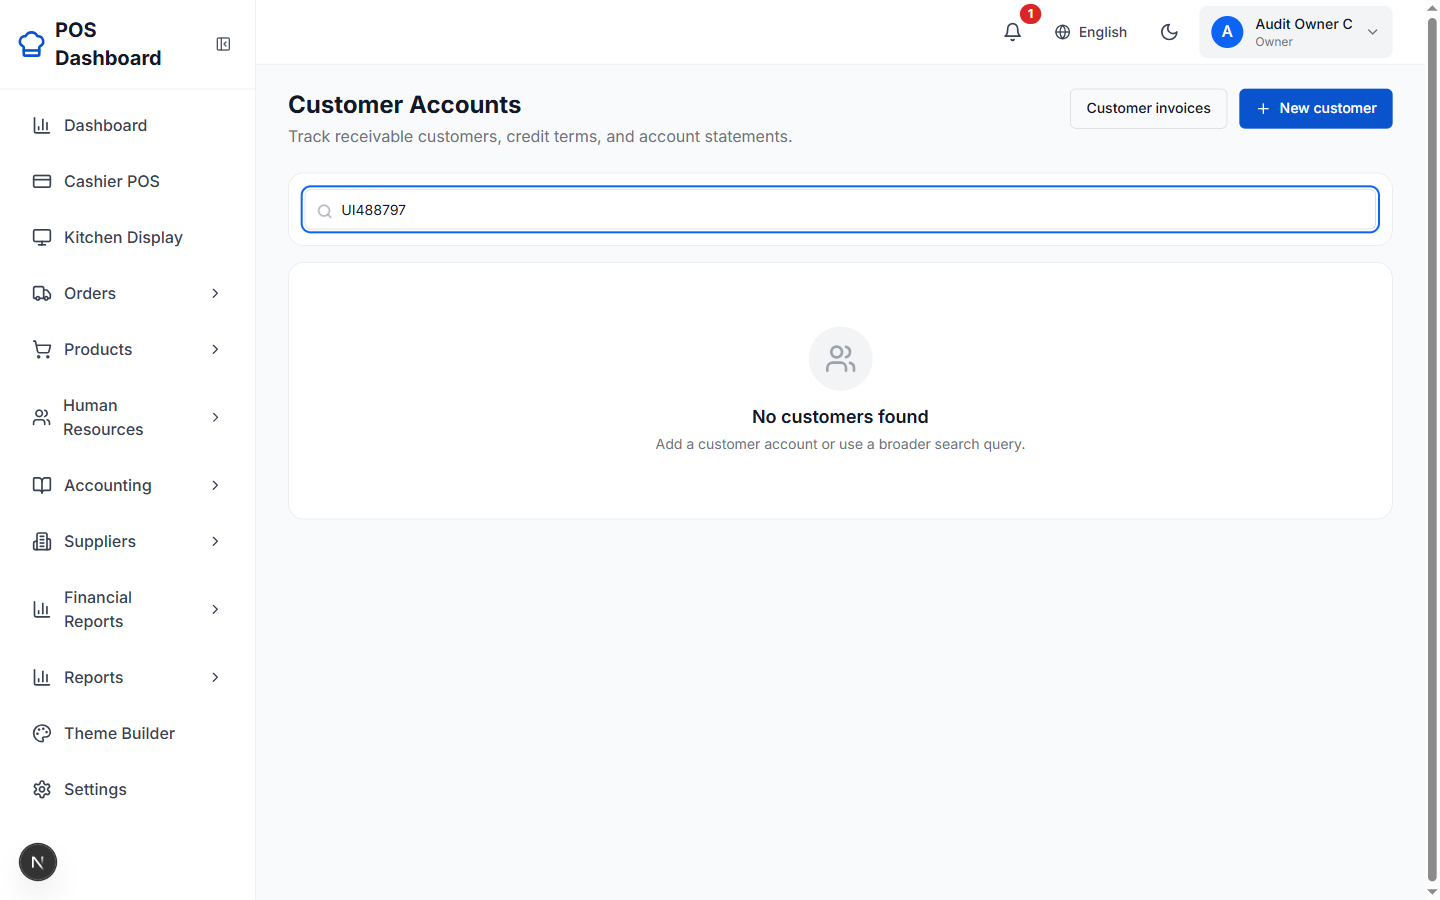 POS
Dashboard
Dashboard
Cashier POS
Kitchen Display
Orders
Products
Human
Resources
Accounting
Suppliers
Financial
Reports
Reports
Theme Builder
Settings
N
1
English
A
Audit Owner C
Owner
Customer Accounts
Track receivable customers, credit terms, and account statements.
Customer invoices
New customer
UI488797
No customers found
Add a customer account or use a broader search query.